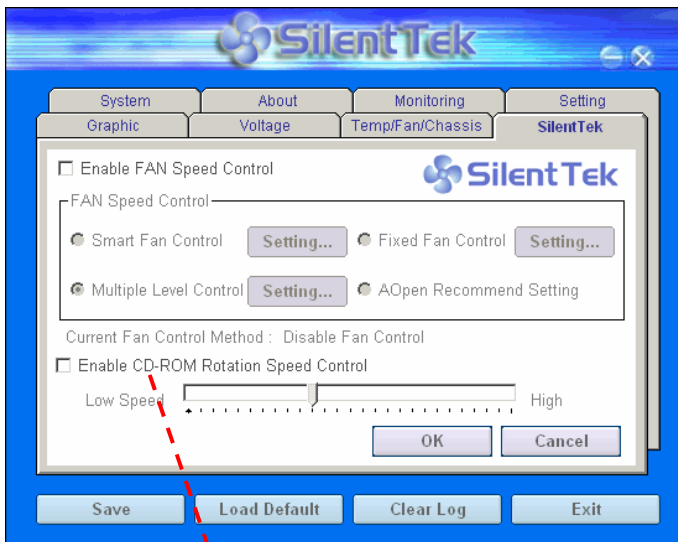 SilentTek
System About Monitoring Setting
Graphic Voltage Temp/Fan/Chassis SilentTek
Enable FAN Speed Control
SilentTek
FAN Speed Control
Smart Fan Control Setting... Fixed Fan Control Setting...
Multiple Level Control Setting... AOpen Recommend Setting
Current Fan Control Method : Disable Fan Control
Enable CD-ROM Rotation Speed Control
Low Speed High
OK Cancel
Save Load Default Clear Log Exit